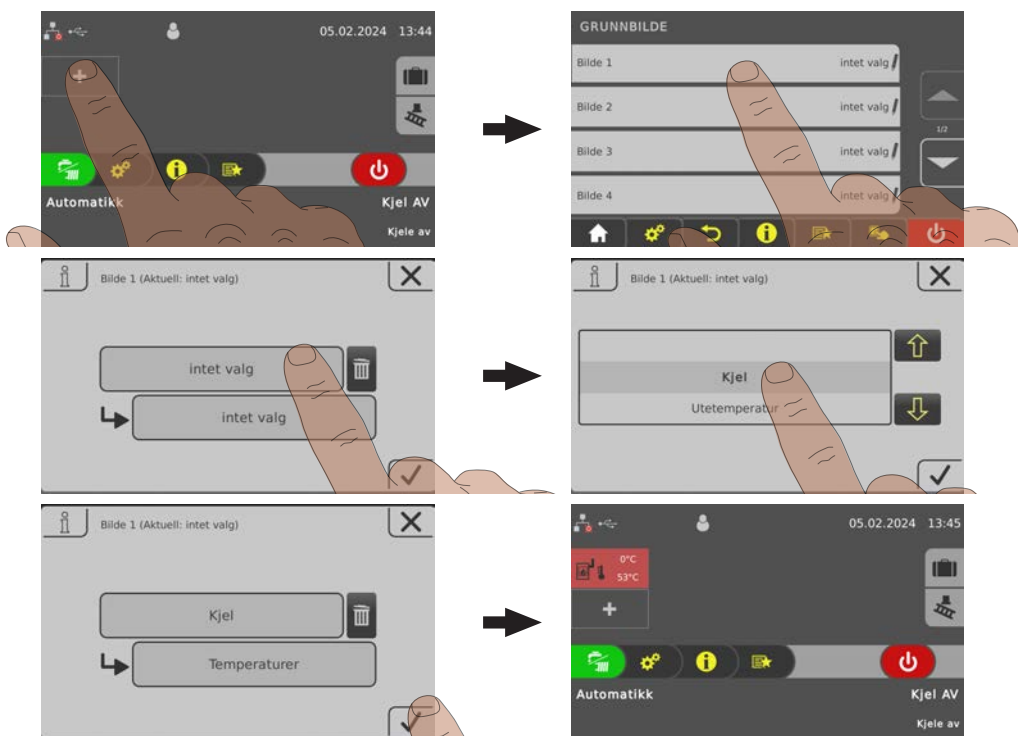 05.02.2024 13:44
+
Automatikk
Kjel AV
Kjele av
GRUNNBILDE
Bilde 1 intet valg
Bilde 2 intet valg
1/2
Bilde 3 intet valg
Bilde 4 intet valg
Bilde 1 (Aktuell: intet valg)
intet valg
intet valg
Bilde 1 (Aktuell: intet valg)
Kjel
Utetemperatur
Bilde 1 (Aktuell: intet valg)
Kjel
Temperaturer
05.02.2024 13:45
0°C
53°C
+
Automatikk
Kjel AV
Kjele av